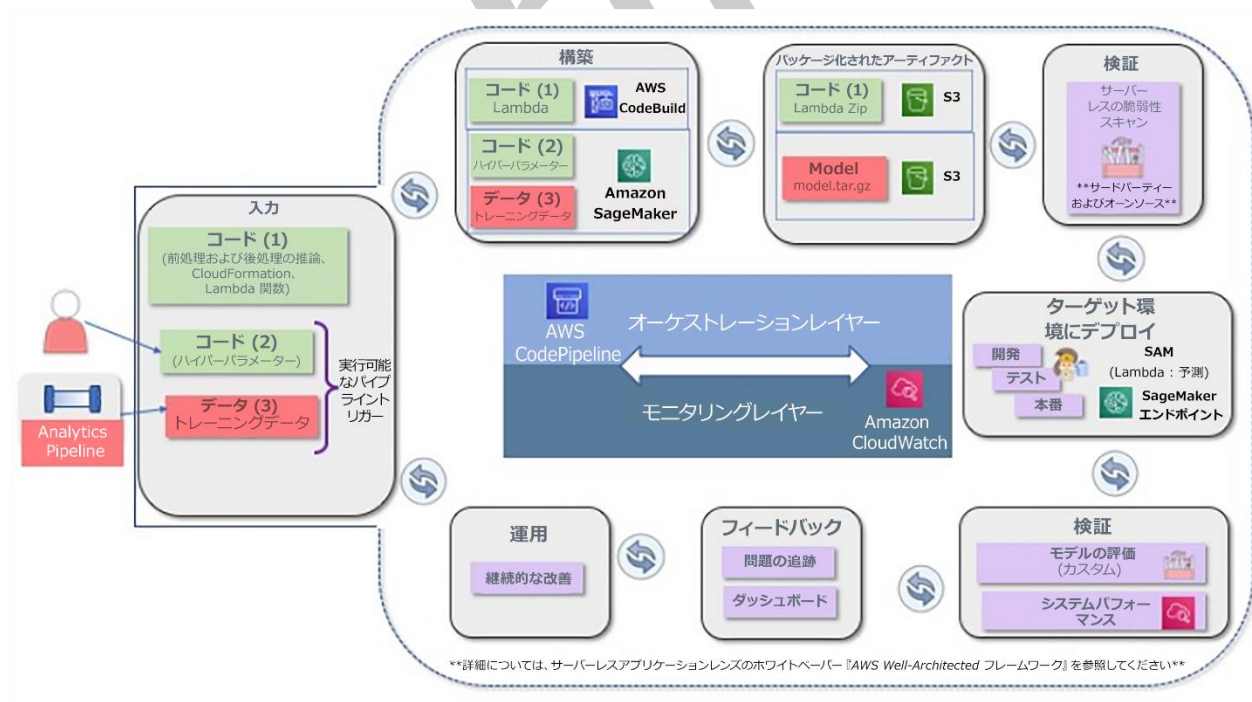 構築
コード (1)
Lambda
AWS
CodeBuild
コード (2)
ハイパーパラメーター
データ (3)
トレーニングデータ
Amazon
SageMaker
パッケージ化されたアーティファクト
コード (1)
Lambda Zip
S3
Model
model.tar.gz
S3
検証
サーバー
レスの脆弱性
スキャン
**サードパーティー
およびオーンソース**
入力
コード (1)
(前処理および後処理の推論、
CloudFormation、
Lambda 関数)
コード (2)
(ハイパーパラメーター)
データ (3)
トレーニングデータ
実行可能
なパイプ
ライント
リガー
Analytics
Pipeline
AWS
CodePipeline
オーケストレーションレイヤー
モニタリングレイヤー
Amazon
CloudWatch
ターゲット環
境にデプロイ
開発
テスト
本番
SAM
(Lambda：予測)
SageMaker
エンドポイント
運用
継続的な改善
フィードバック
問題の追跡
ダッシュボード
検証
モデルの評価
(カスタム)
システムパフォー
マンス
**詳細については、サーバーレスアプリケーションレンズのホワイトペーパー『AWS Well-Architected フレームワーク』を参照してください**